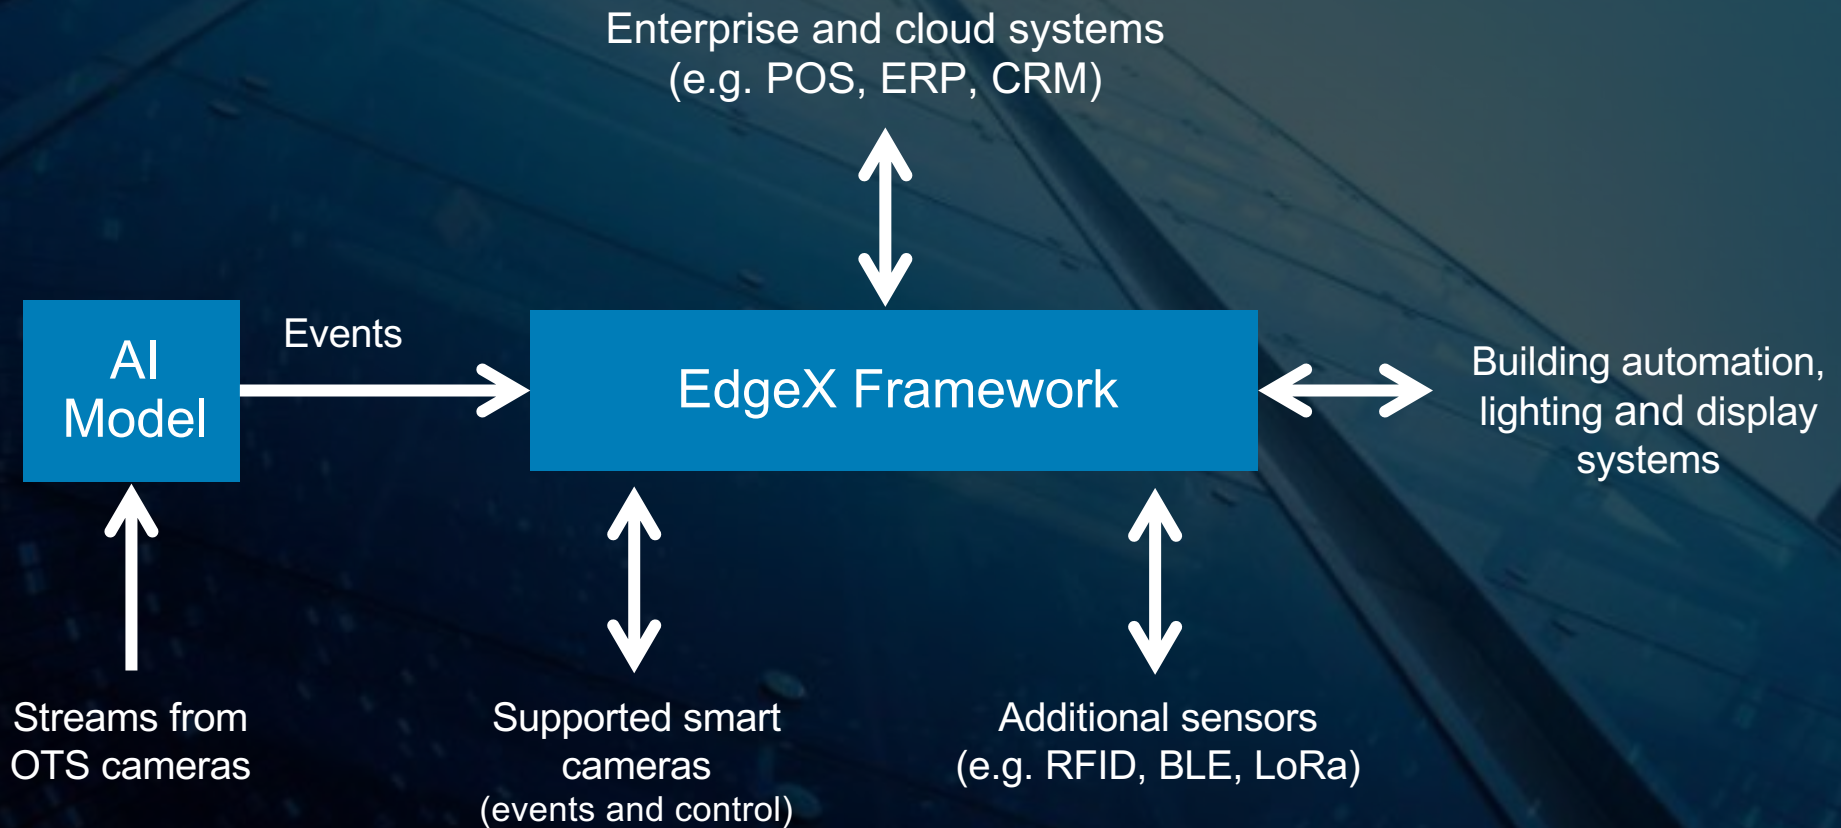 Enterprise and cloud systems
(e.g. POS, ERP, CRM)
AI
Model
Events
EdgeX Framework
Building automation,
lighting and display
systems
Streams from
OTS cameras
Supported smart
cameras
(events and control)
Additional sensors
(e.g. RFID, BLE, LoRa)